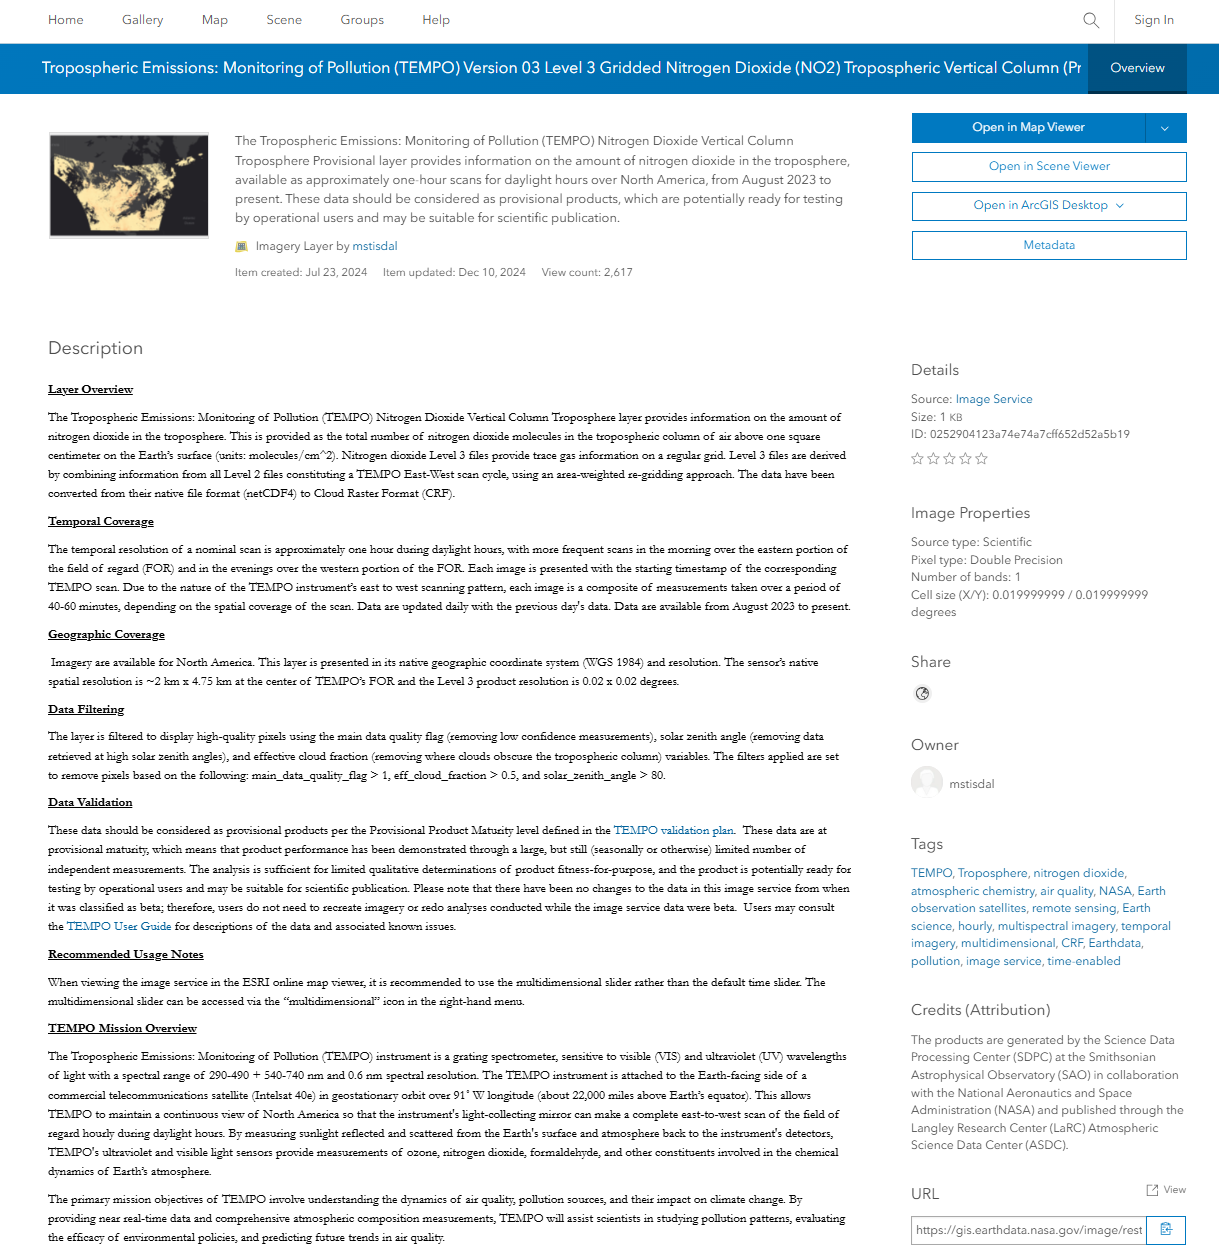 Home Gallery Map Scene Groups Help Sign In
Tropospheric Emissions: Monitoring of Pollution (TEMPO) Version 03 Level 3 Gridded Nitrogen Dioxide (NO2) Tropospheric Vertical Column (Pr
Overview
The Tropospheric Emissions: Monitoring of Pollution (TEMPO) Nitrogen Dioxide Vertical Column
Troposphere Provisional layer provides information on the amount of nitrogen dioxide in the troposphere,
available as approximately one-hour scans for daylight hours over North America, from August 2023 to
present. These data should be considered as provisional products, which are potentially ready for testing
by operational users and may be suitable for scientific publication.
Imagery Layer by mstisdal
Item created: Jul 23, 2024 Item updated: Dec 10, 2024 View count: 2,617
Open in Map Viewer
Open in Scene Viewer
Open in ArcGIS Desktop
Metadata
Description
Layer Overview
The Tropospheric Emissions: Monitoring of Pollution (TEMPO) Nitrogen Dioxide Vertical Column Troposphere layer provides information on the amount of
nitrogen dioxide in the troposphere. This is provided as the total number of nitrogen dioxide molecules in the tropospheric column of air above one square
centimeter on the Earth's surface (units: molecules/cm^2). Nitrogen dioxide Level 3 files provide trace gas information on a regular grid. Level 3 files are derived
by combining information from all Level 2 files constituting a TEMPO East-West scan cycle, using an area-weighted re-gridding approach. The data have been
converted from their native file format (netCDF4) to Cloud Raster Format (CRF).
Temporal Coverage
The temporal resolution of a nominal scan is approximately one hour during daylight hours, with more frequent scans in the morning over the eastern portion of
the field of regard (FOR) and in the evenings over the western portion of the FOR. Each image is presented with the starting timestamp of the corresponding
TEMPO scan. Due to the nature of the TEMPO instrument's east to west scanning pattern, each image is a composite of measurements taken over a period of
40-60 minutes, depending on the spatial coverage of the scan. Data are updated daily with the previous day's data. Data are available from August 2023 to present.
Geographic Coverage
Imagery are available for North America. This layer is presented in its native geographic coordinate system (WGS 1984) and resolution. The sensor's native
spatial resolution is ~2 km x 4.75 km at the center of TEMPO's FOR and the Level 3 product resolution is 0.02 x 0.02 degrees.
Data Filtering
The layer is filtered to display high-quality pixels using the main data quality flag (removing low confidence measurements), solar zenith angle (removing data
retrieved at high solar zenith angles), and effective cloud fraction (removing where clouds obscure the tropospheric column) variables. The filters applied are set
to remove pixels based on the following: main_data_quality_flag > 1, eff_cloud_fraction > 0.5, and solar_zenith_angle > 80.
Data Validation
These data should be considered as provisional products per the Provisional Product Maturity level defined in the TEMPO validation plan. These data are at
provisional maturity, which means that product performance has been demonstrated through a large, but still (seasonally or otherwise) limited number of
independent measurements. The analysis is sufficient for limited qualitative determinations of product fitness-for-purpose, and the product is potentially ready for
testing by operational users and may be suitable for scientific publication. Please note that there have been no changes to the data in this image service from when
it was classified as beta; therefore, users do not need to recreate imagery or redo analyses conducted while the image service data were beta. Users may consult
the TEMPO User Guide for descriptions of the data and associated known issues.
Recommended Usage Notes
When viewing the image service in the ESRI online map viewer, it is recommended to use the multidimensional slider rather than the default time slider. The
multidimensional slider can be accessed via the “multidimensional” icon in the right-hand menu.
TEMPO Mission Overview
The Tropospheric Emissions: Monitoring of Pollution (TEMPO) instrument is a grating spectrometer, sensitive to visible (VIS) and ultraviolet (UV) wavelengths
of light with a spectral range of 290-490 + 540-740 nm and 0.6 nm spectral resolution. The TEMPO instrument is attached to the Earth-facing side of a
commercial telecommunications satellite (Intelsat 40e) in geostationary orbit over 91˚ W longitude (about 22,000 miles above Earth's equator). This allows
TEMPO to maintain a continuous view of North America so that the instrument's light-collecting mirror can make a complete east-to-west scan of the field of
regard hourly during daylight hours. By measuring sunlight reflected and scattered from the Earth's surface and atmosphere back to the instrument's detectors,
TEMPO's ultraviolet and visible light sensors provide measurements of ozone, nitrogen dioxide, formaldehyde, and other constituents involved in the chemical
dynamics of Earth's atmosphere.
The primary mission objectives of TEMPO involve understanding the dynamics of air quality, pollution sources, and their impact on climate change. By
providing near real-time data and comprehensive atmospheric composition measurements, TEMPO will assist scientists in studying pollution patterns, evaluating
the efficacy of environmental policies, and predicting future trends in air quality.
Details
Source: Image Service
Size: 1 KB
ID: 0252904123a74e74a7cff652d52a5b19
Image Properties
Source type: Scientific
Pixel type: Double Precision
Number of bands: 1
Cell size (X/Y): 0.019999999 / 0.019999999
degrees
Share
Owner
mstisdal
Tags
TEMPO, Troposphere, nitrogen dioxide,
atmospheric chemistry, air quality, NASA, Earth
observation satellites, remote sensing, Earth
science, hourly, multispectral imagery, temporal
imagery, multidimensional, CRF, Earthdata,
pollution, image service, time-enabled
Credits (Attribution)
The products are generated by the Science Data
Processing Center (SDPC) at the Smithsonian
Astrophysical Observatory (SAO) in collaboration
with the National Aeronautics and Space
Administration (NASA) and published through the
Langley Research Center (LaRC) Atmospheric
Science Data Center (ASDC).
URL View
https://gis.earthdata.nasa.gov/image/rest